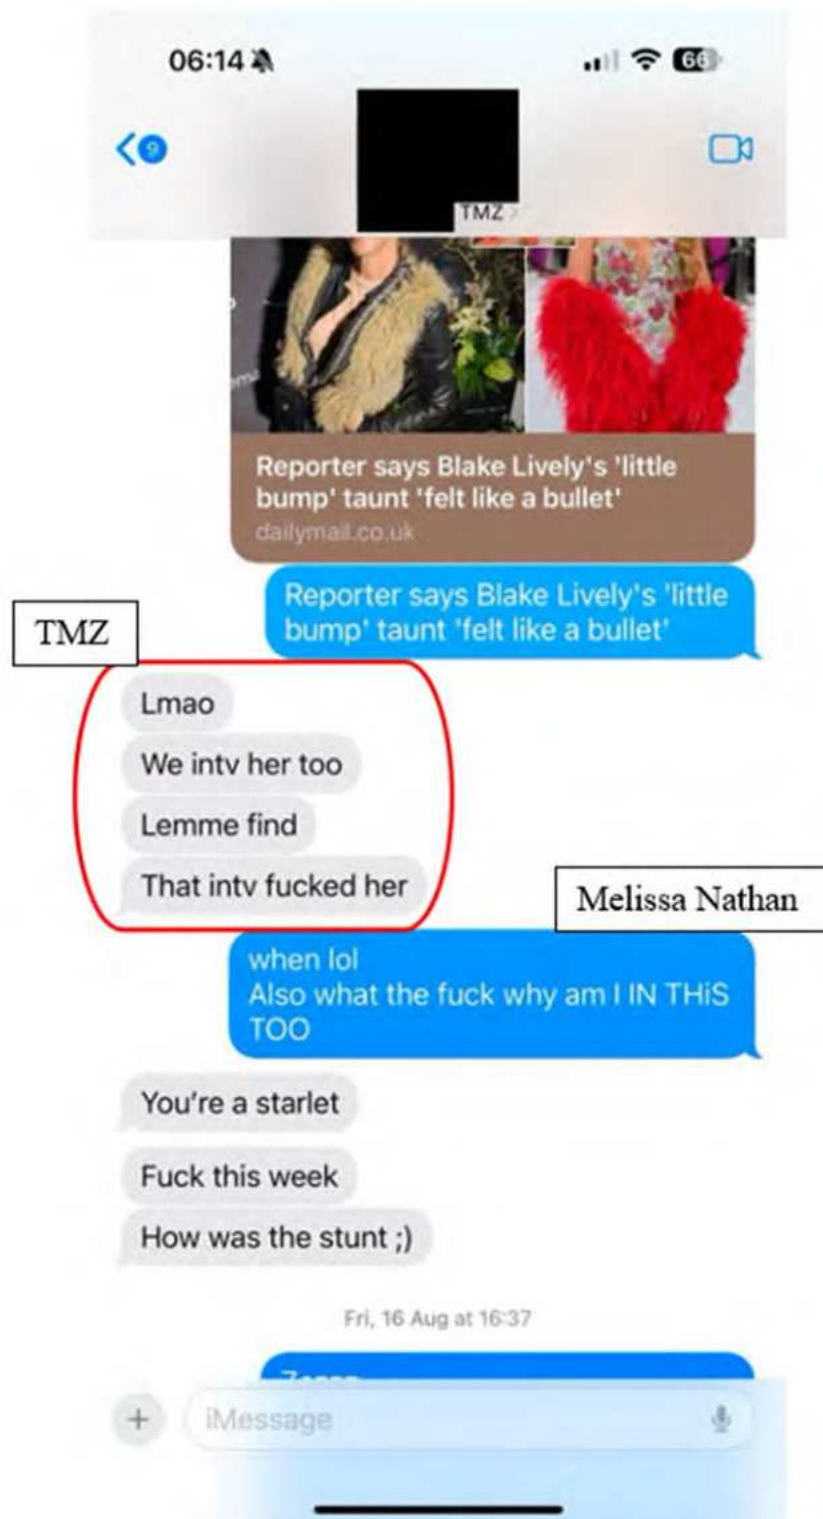 06:14
66
9
TMZ
Reporter says Blake Lively's 'little
bump' taunt 'felt like a bullet'
dailymail.co.uk
Reporter says Blake Lively's 'little
bump' taunt 'felt like a bullet'
TMZ
Lmao
We intv her too
Lemme find
That intv fucked her
Melissa Nathan
when lol
Also what the fuck why am I IN THiS
TOO
You're a starlet
Fuck this week
How was the stunt ;)
Fri, 16 Aug at 16:37
iMessage